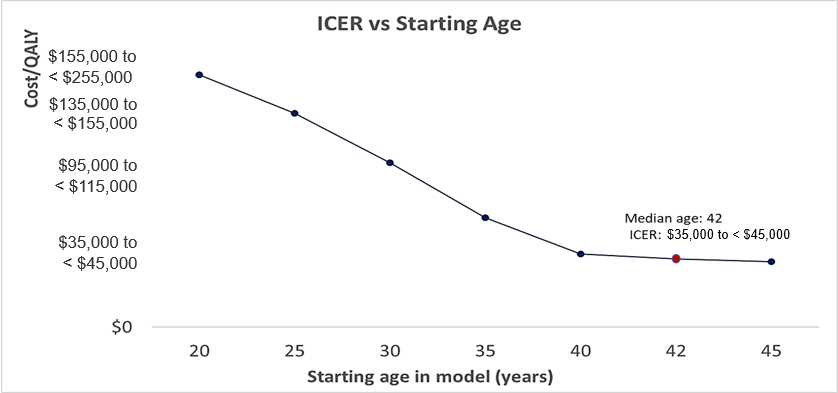 ICER vs Starting Age
Cost/QALY
$155,000 to
< $255,000
$135,000 to
< $155,000
$95,000 to
< $115,000
$35,000 to
< $45,000
$0
Median age: 42
ICER: $35,000 to < $45,000
20 25 30 35 40 42 45
Starting age in model (years)